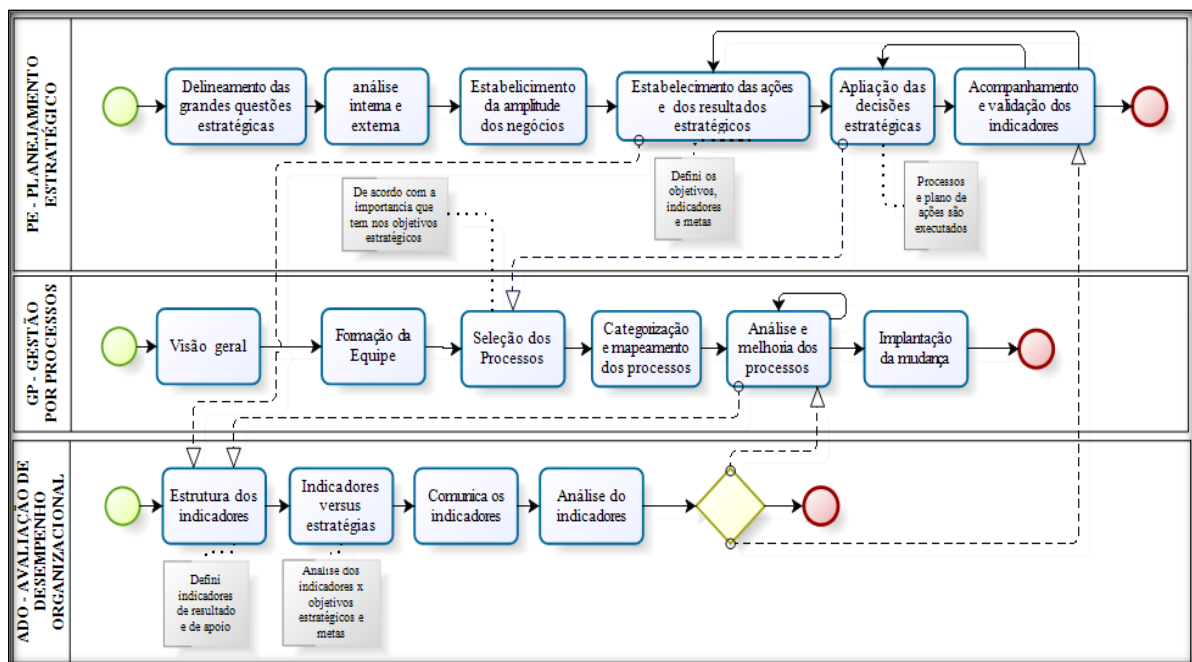 PE - PLANEJAMENTO
ESTRATÉGICO
Delineamento das
grandes questões
estratégicas
análise
interna e
externa
Estabelicimento
da amplitude
dos negócios
Estabelecimento das ações
e dos resultados
estratégicos
Apliação das
decisões
estratégicas
Acompanhamento
e validação dos
indicadores
De acordo com a
importancia que
tem nos objetivos
estratégicos
Defini os
objetivos,
indicadores
e metas
Processos
e plano de
ações são
executados
GP - GESTÃO
POR PROCESSOS
Visão geral
Formação da
Equipe
Seleção dos
Processos
Categorização
e mapeamento
dos processos
Análise e
melhoria dos
processos
Implantação
da mudança
ADO - AVALIAÇÃO DE
DESEMPENHO
ORGANIZACIONAL
Estrutura dos
indicadores
Indicadores
versus
estratégias
Comunica os
indicadores
Análise do
indicadores
Defini
indicadores
de resultado
e de apoio
Analise dos
indicadores x
objetivos
estratégicos e
metas